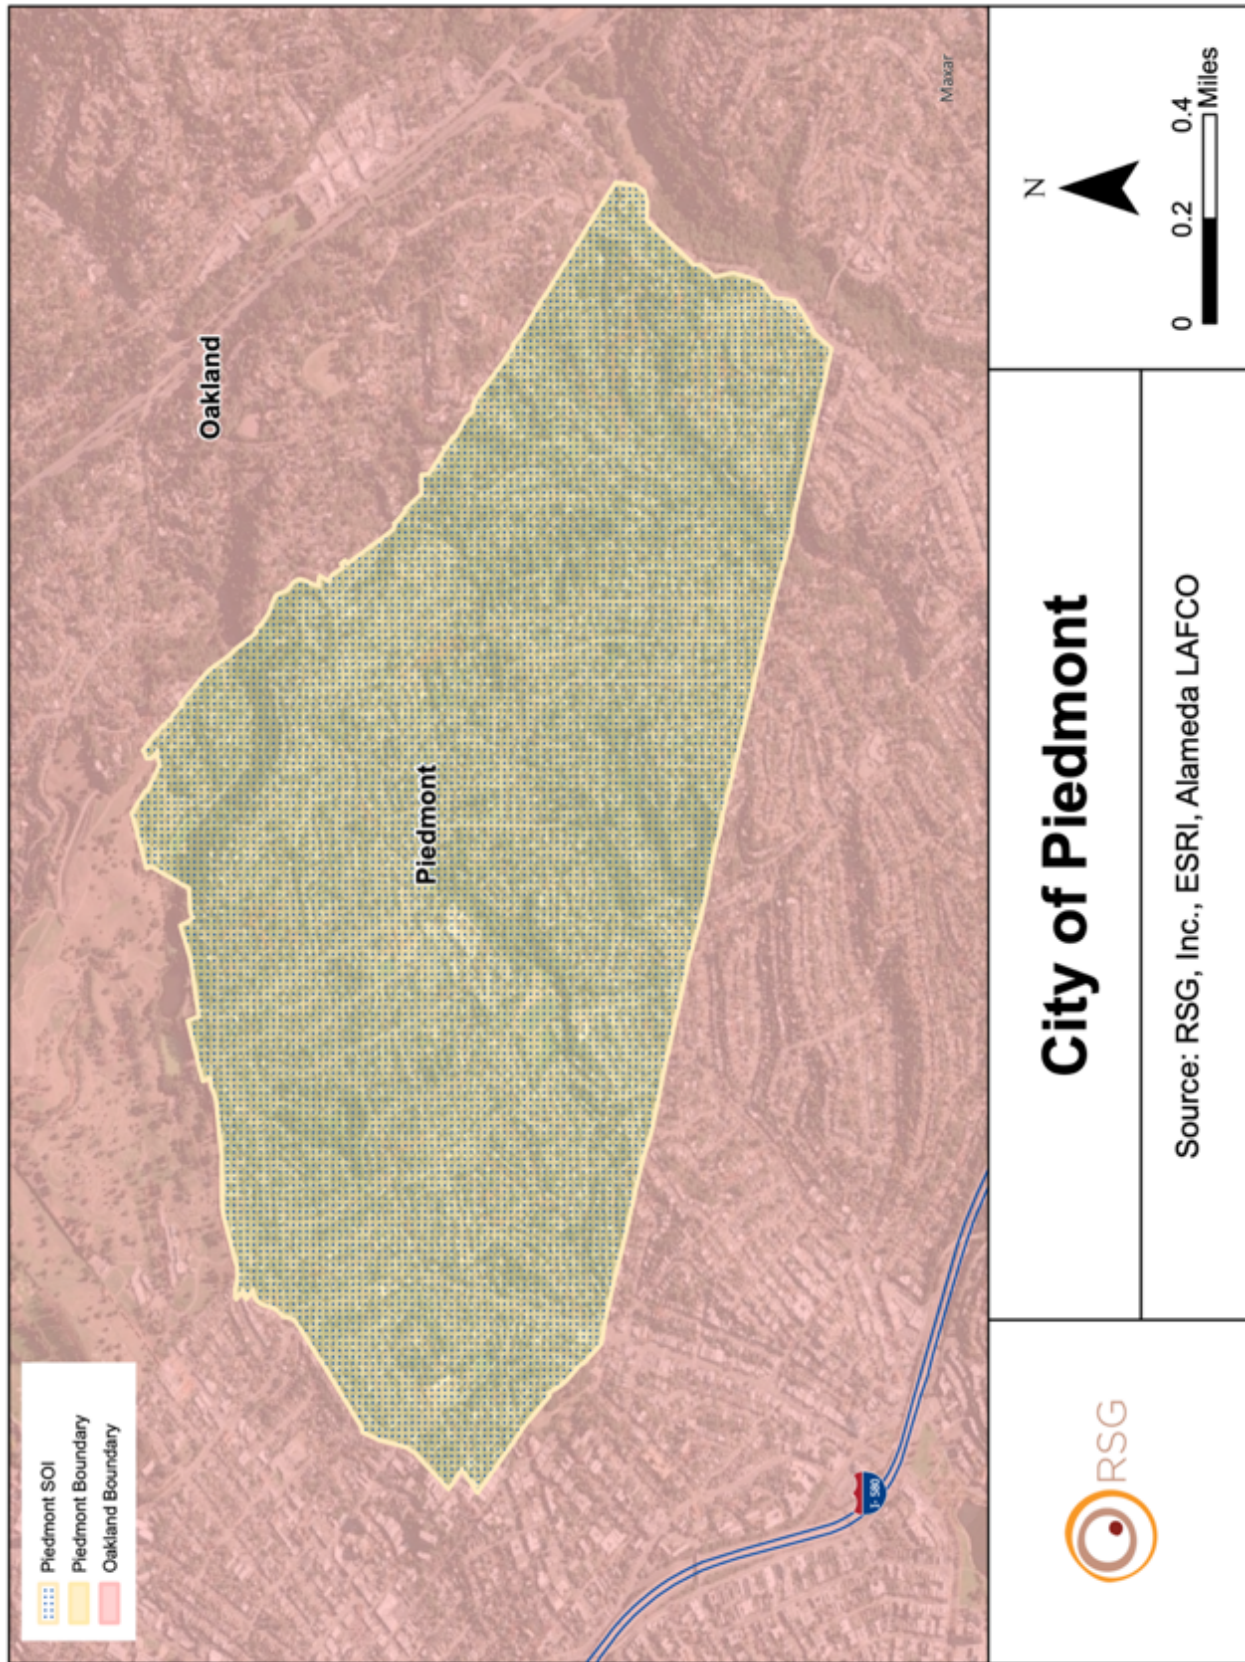 Piedmont SOI
Piedmont Boundary
Oakland Boundary
Oakland
Piedmont
I- 580
Maxar
RSG
City of Piedmont
Source: RSG, Inc., ESRI, Alameda LAFCO
N
0 0.2 0.4
Miles